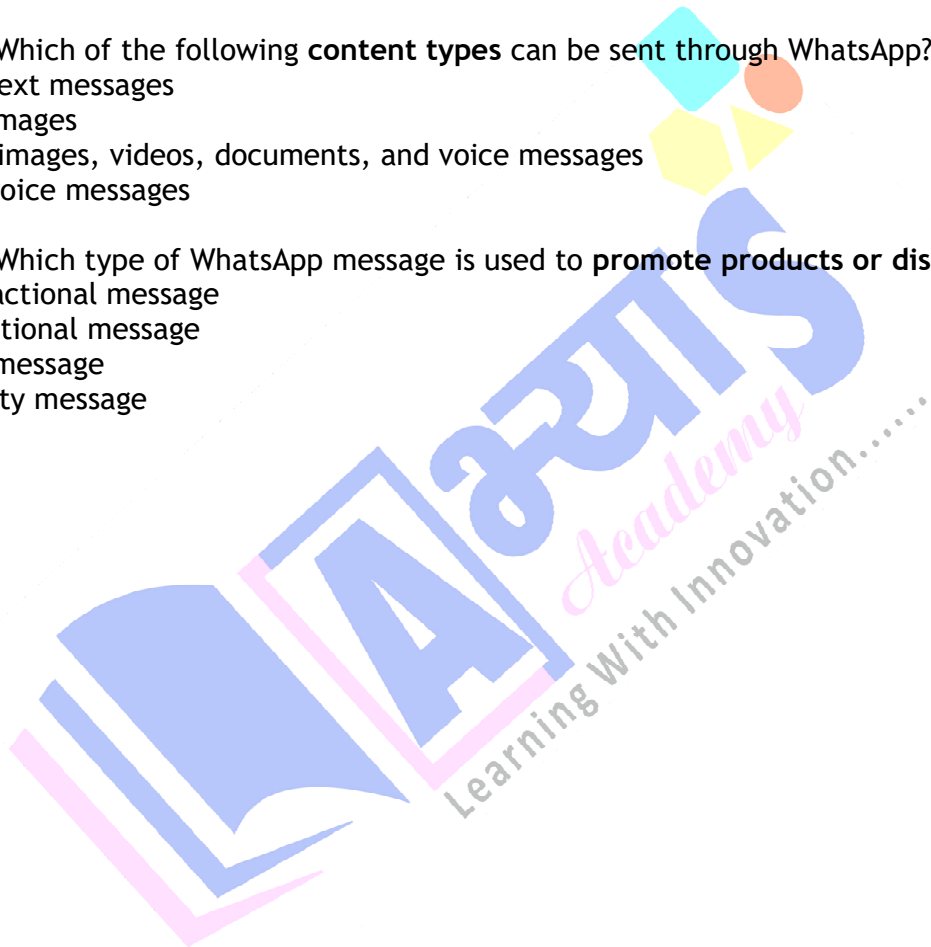 Which of the following content types can be sent through WhatsApp?
ext messages
mages
images, videos, documents, and voice messages
oice messages
Which type of WhatsApp message is used to promote products or dis
actional message
tional message
message
ty message
Aभ्याS
Academy
Learning With Innovation......